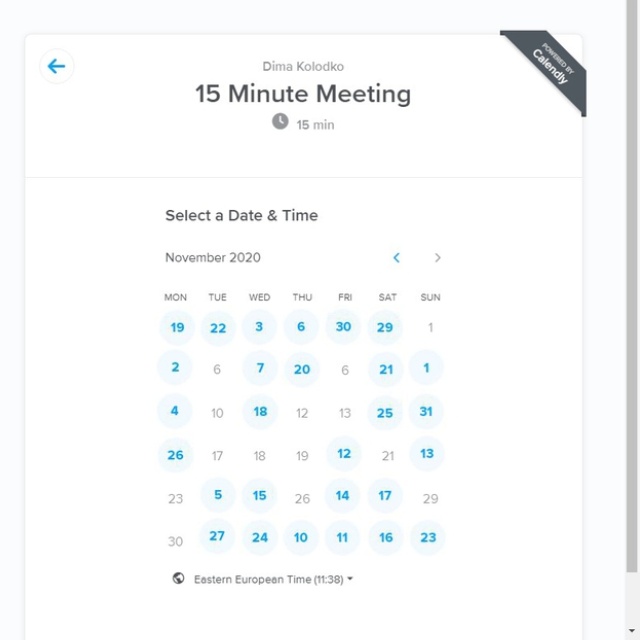 POWERED BY
Calendly
Dima Kolodko
15 Minute Meeting
15 min
Select a Date & Time
November 2020
MON TUE WED THU FRI SAT SUN
19 22 3 6 30 29 1
2 6 7 20 6 21 1
4 10 18 12 13 25 31
26 17 18 19 12 21 13
23 5 15 26 14 17 29
30 27 24 10 11 16 23
Eastern European Time (11:38)